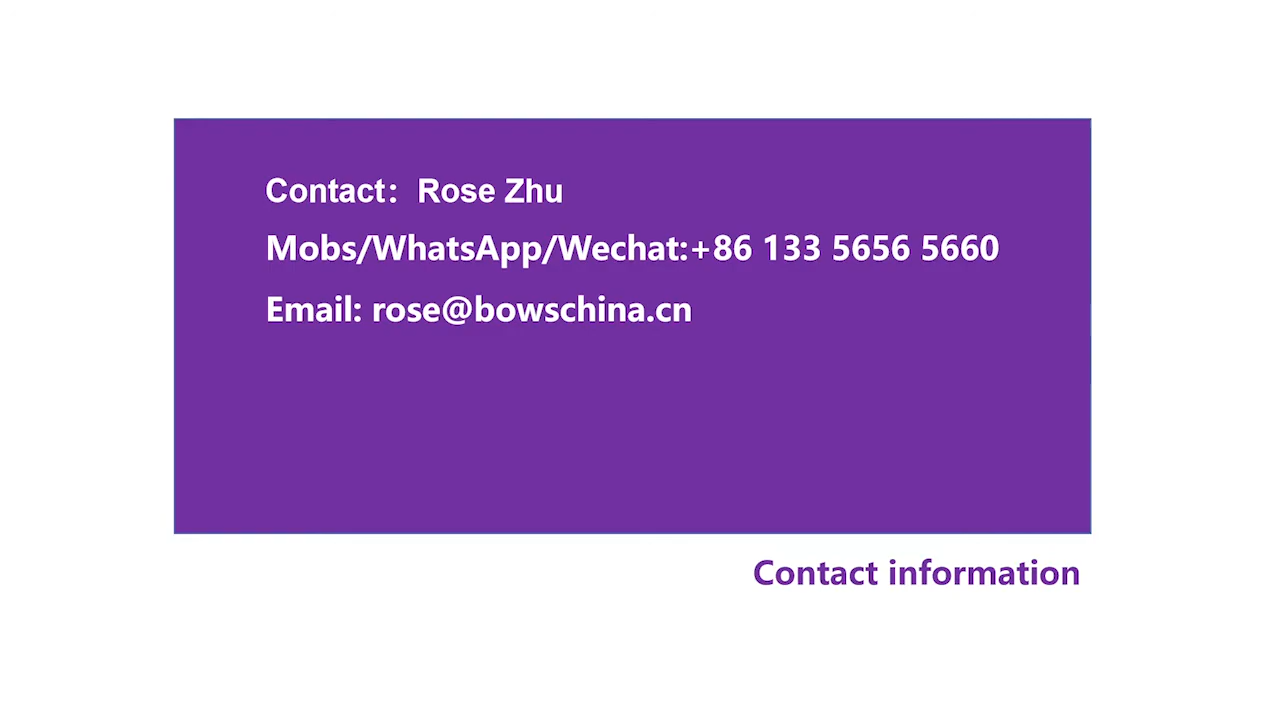 Contact：Rose Zhu
Mobs/WhatsApp/Wechat:+86 133 5656 5660
Email: rose@bowschina.cn
Contact information